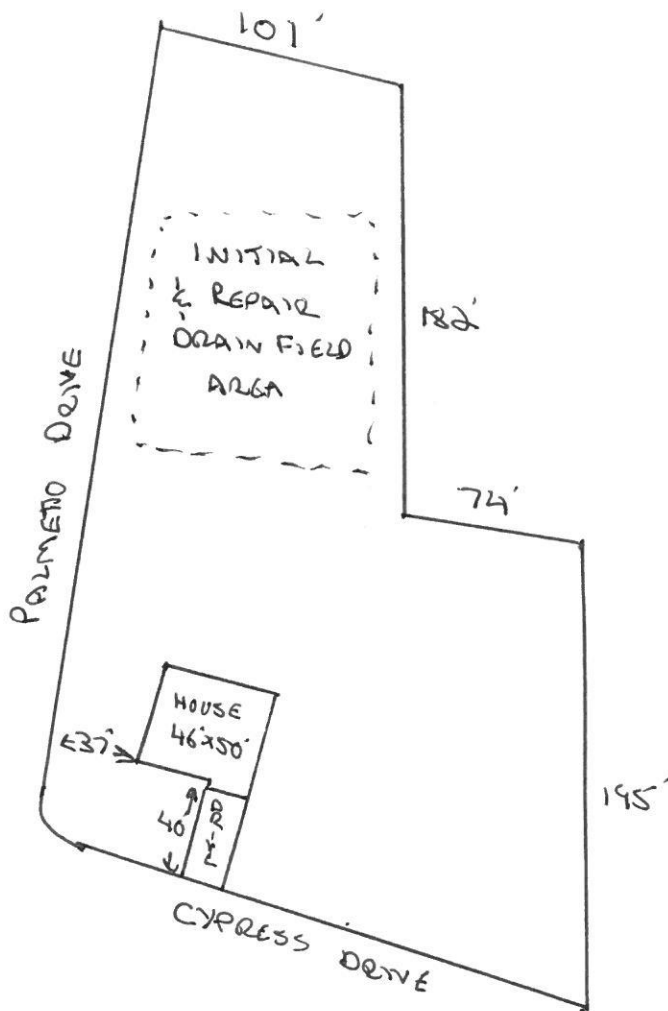 101'
INITIAL
& REPAIR
DRAIN FIELD
AREA
182'
PALMETTO DRIVE
74'
HOUSE
46'x50'
37'
40'
DRIVE
195'
CYPRESS DRIVE